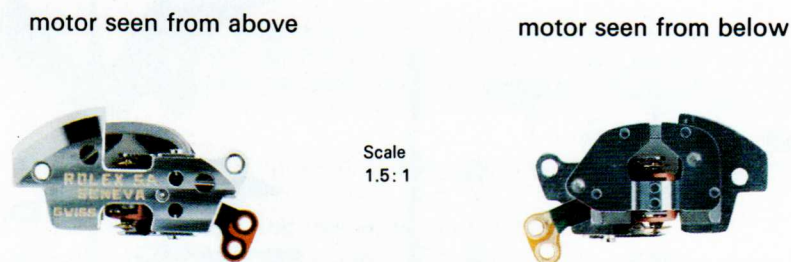 motor seen from above
motor seen from below
Scale
1.5:1
ROLEX SA
GENEVA
SWISS